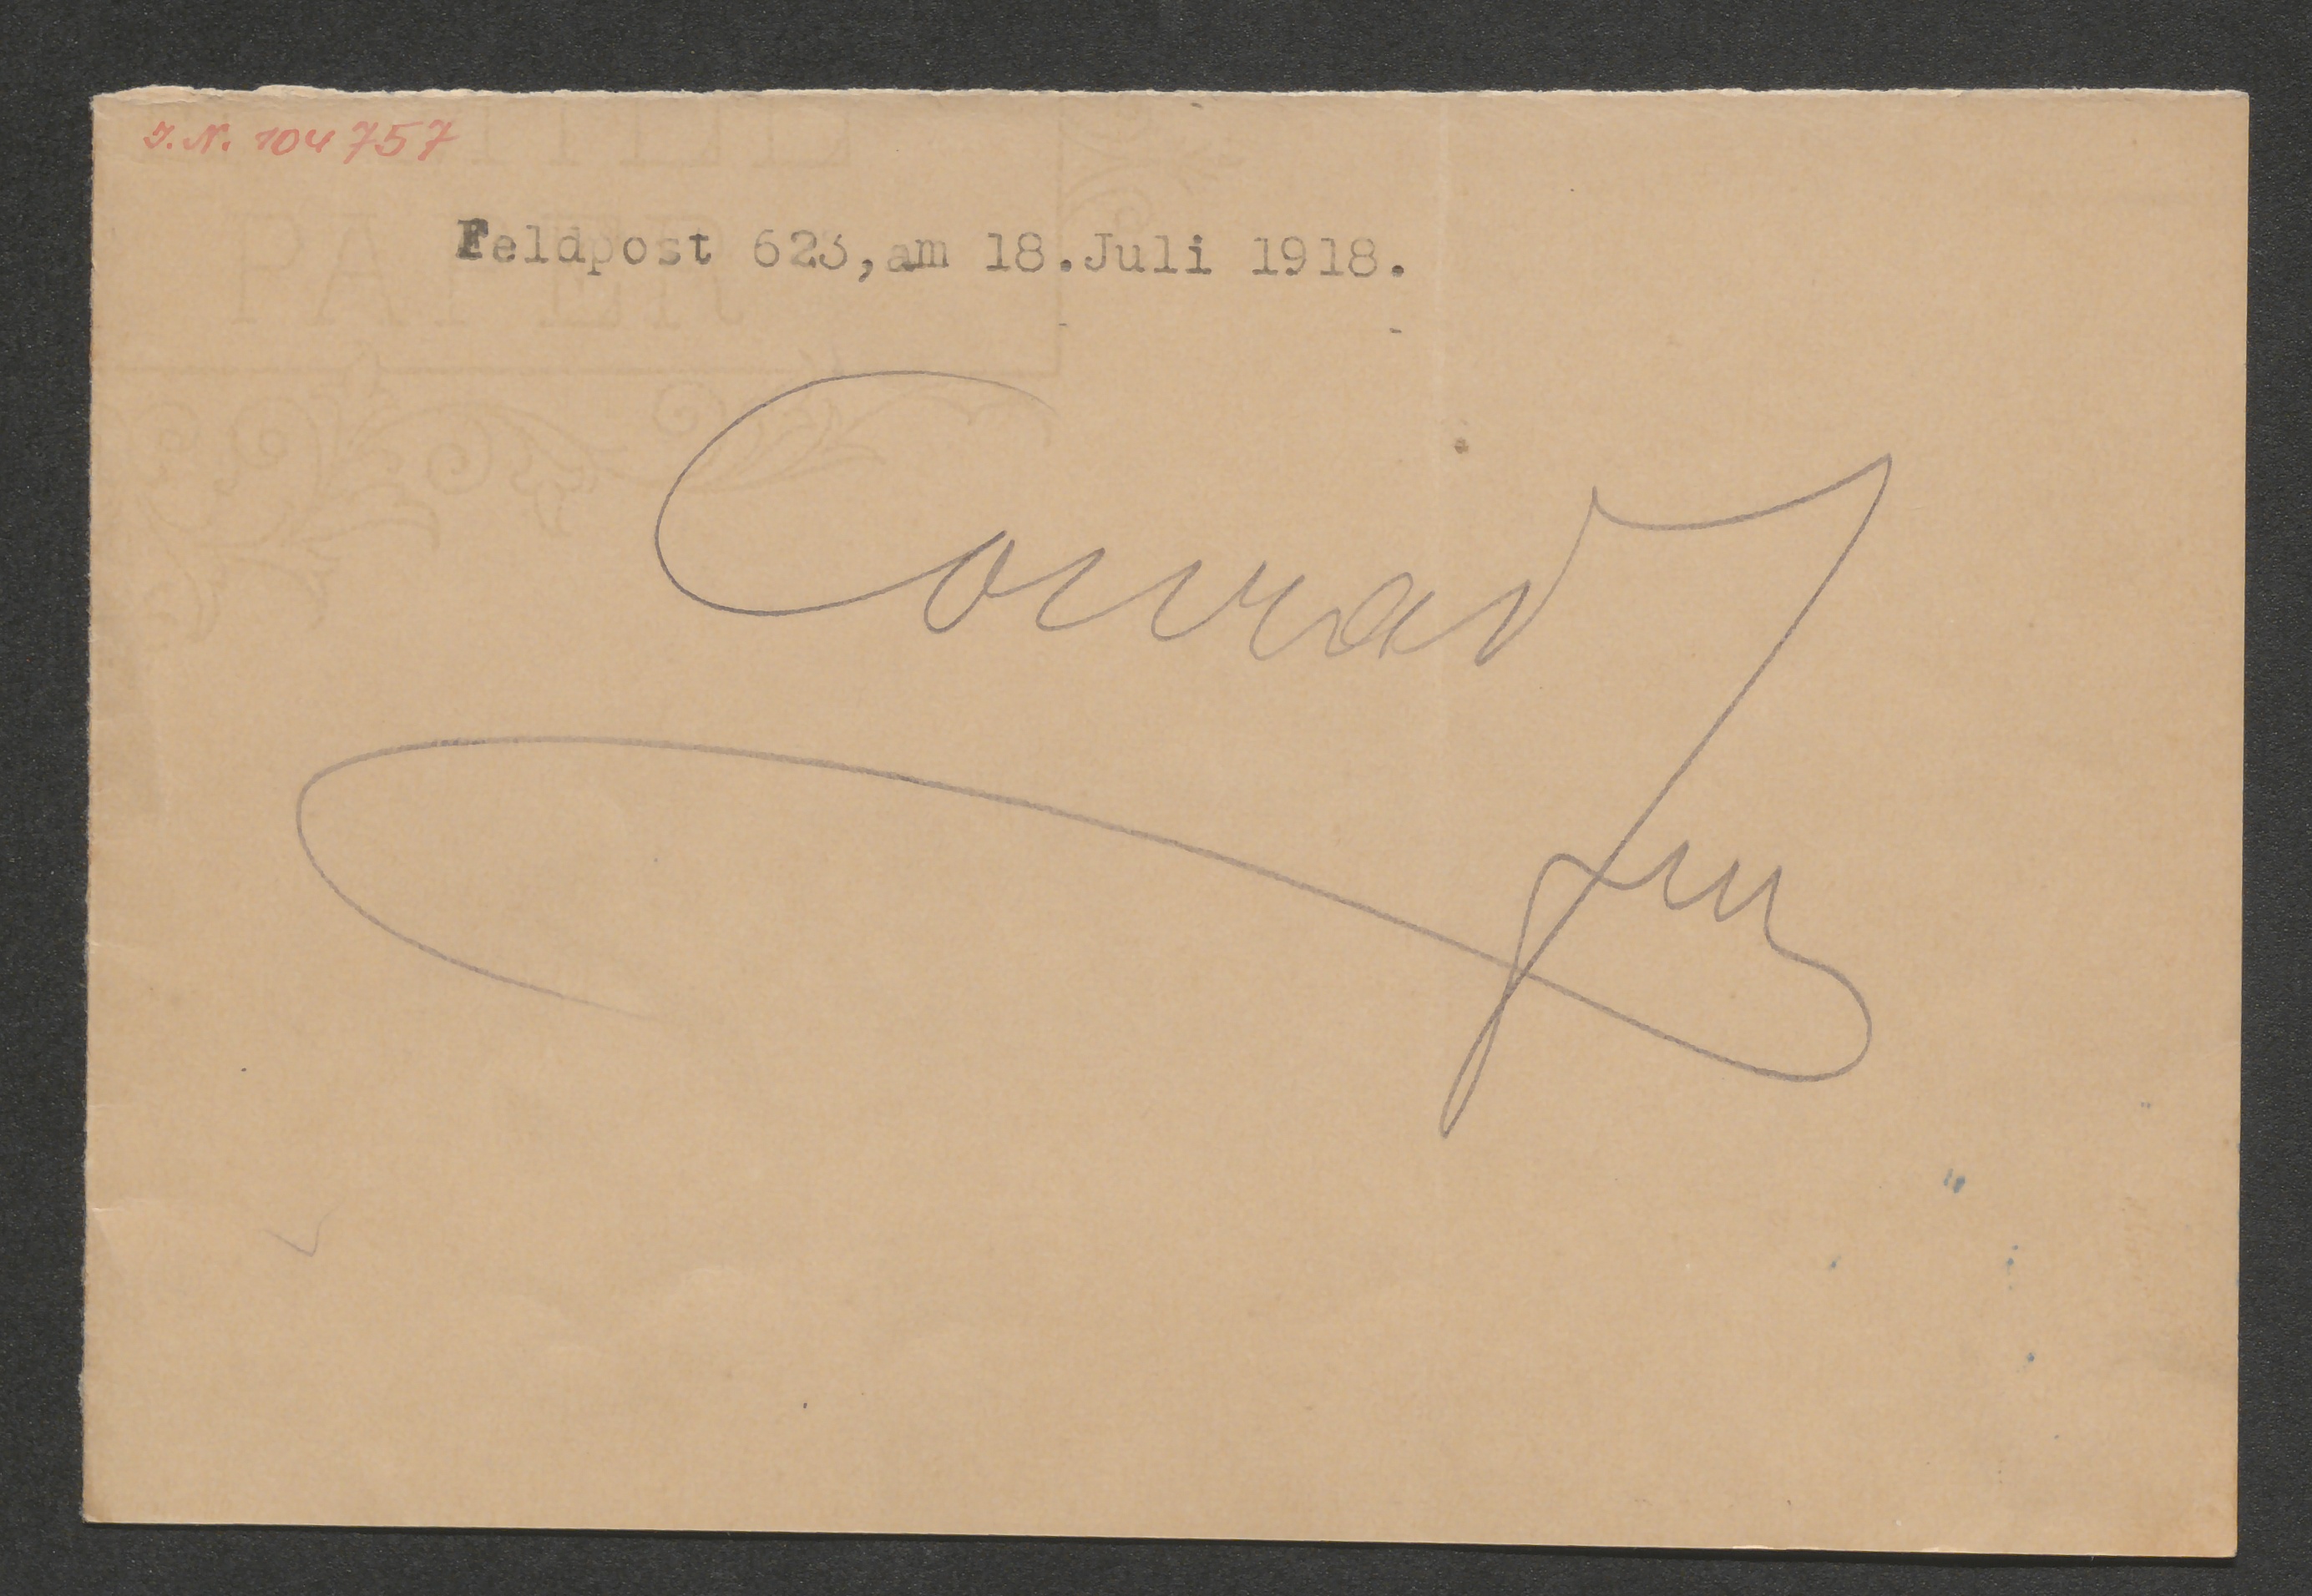 J.N. 104757
Feldpost 623, am 18. Juli 1918.
Conrad